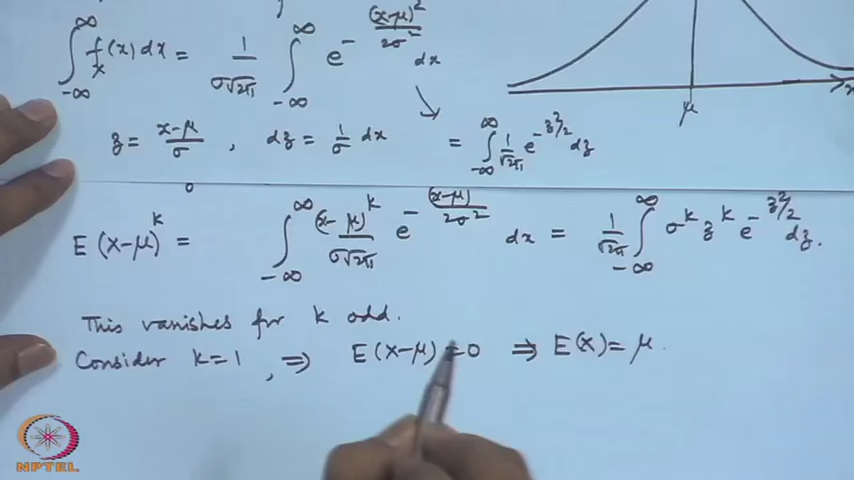 ∫_{-∞}^{∞} f_X(x) dx = 1/(σ√2π) ∫_{-∞}^{∞} e^{-(x-μ)²/2σ²} dx
μ
z = (x-μ)/σ , dz = 1/σ dx = ∫_{-∞}^{∞} 1/√2π e^{-z²/2} dz
E(X-μ)^k = ∫_{-∞}^{∞} (x-μ)^k/(σ√2π) e^{-(x-μ)/2σ²} dx = 1/√2π ∫_{-∞}^{∞} σ^k z^k e^{-z²/2} dz.
This vanishes for k odd.
Consider k=1, ⇒ E(X-μ)=0 ⇒ E(X)= μ.
NPTEL